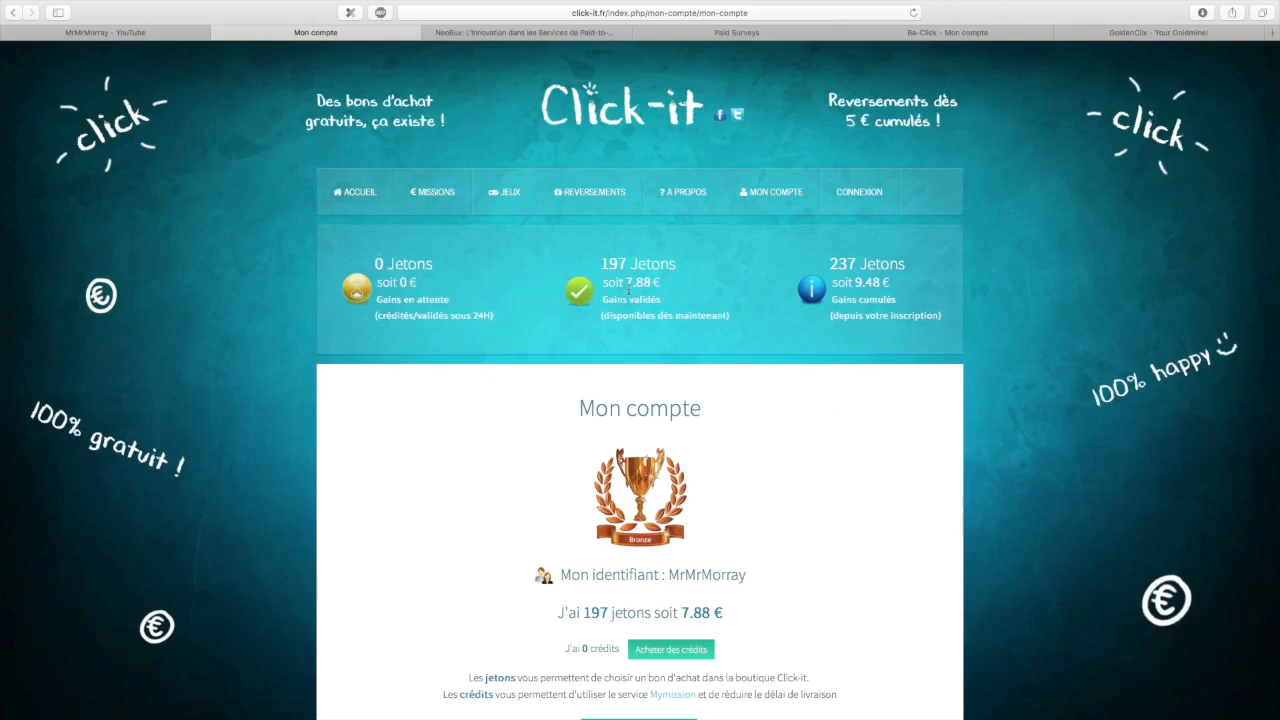 click-it.fr/index.php/mon-compte/mon-compte
MrMrMorray - YouTube
Mon compte
NeoBux: L'Innovation dans les Services de Paid-to-...
Paid Surveys
Ba-Click - Mon compte
GoldenClix - Your Goldmine!
ABP
click
Des bons d'achat
gratuits, ça existe !
Click-it
Reversements dès
5 € cumulés !
click
ACCUEIL
€ MISSIONS
JEUX
REVERSEMENTS
? A PROPOS
MON COMPTE
CONNEXION
0 Jetons
soit 0 €
Gains en attente
(crédités/validés sous 24H)
197 Jetons
soit 7.88 €
Gains validés
(disponibles dès maintenant)
237 Jetons
soit 9.48 €
Gains cumulés
(depuis votre inscription)
€
100% gratuit !
100% happy
€
€
Mon compte
Bronze
Mon identifiant : MrMrMorray
J'ai 197 jetons soit 7.88 €
J'ai 0 crédits
Acheter des crédits
Les jetons vous permettent de choisir un bon d'achat dans la boutique Click-it.
Les crédits vous permettent d'utiliser le service Mymission et de réduire le délai de livraison